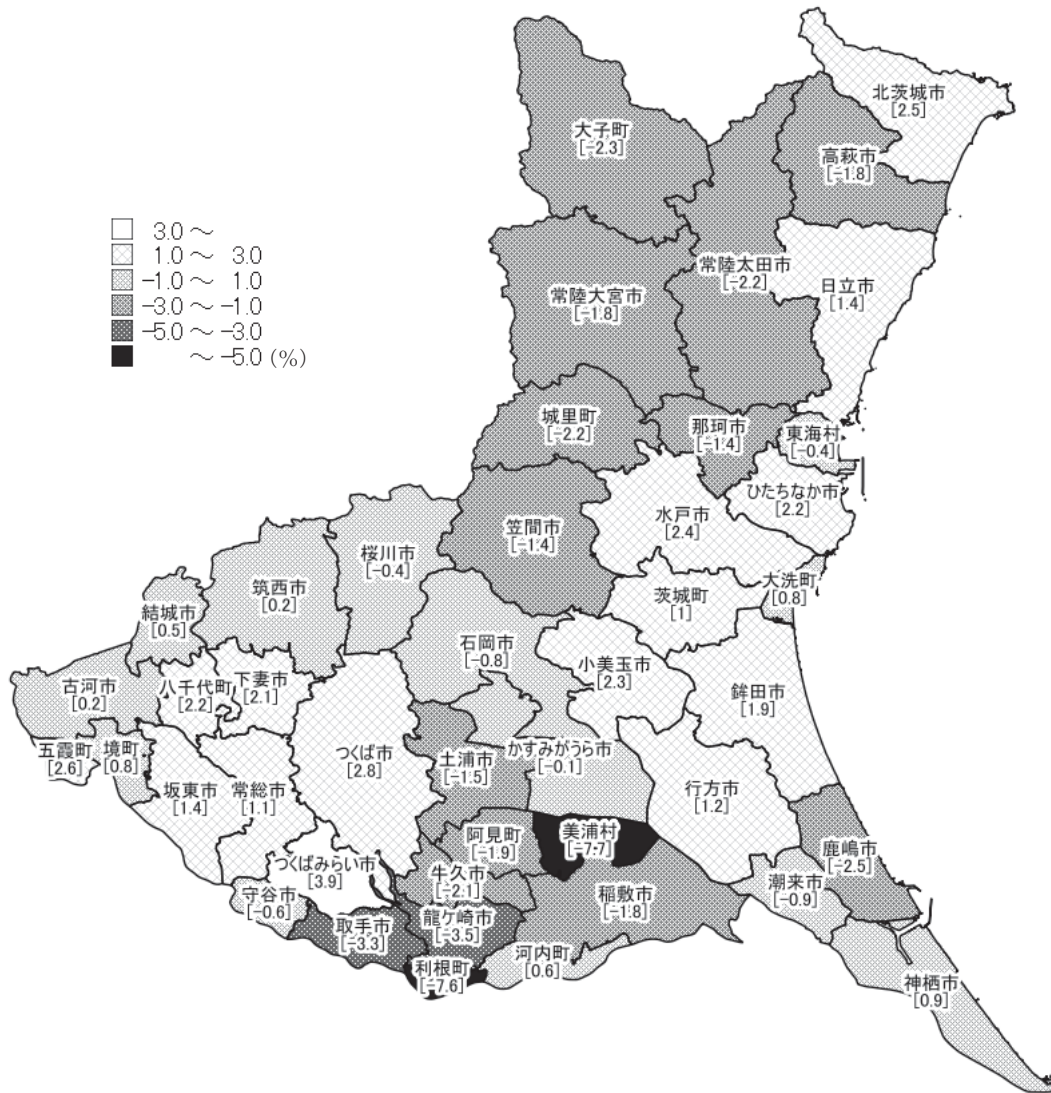 北茨城市
[2.5]
大子町
[-2.3]
高萩市
[-1.8]
3.0 ～
1.0 ～ 3.0
-1.0 ～ 1.0
-3.0 ～ -1.0
-5.0 ～ -3.0
～ -5.0 (%)
常陸太田市
[-2.2]
日立市
[1.4]
常陸大宮市
[-1.8]
城里町
[-2.2]
那珂市
[-1.4]
東海村
[-0.4]
ひたちなか市
[2.2]
水戸市
[2.4]
笠間市
[-1.4]
桜川市
[-0.4]
筑西市
[0.2]
大洗町
[0.8]
茨城町
[1]
結城市
[0.5]
石岡市
[-0.8]
小美玉市
[2.3]
鉾田市
[1.9]
古河市
[0.2]
八千代町
[2.2]
下妻市
[2.1]
つくば市
[2.8]
五霞町
[2.6]
境町
[0.8]
土浦市
[-1.5]
かすみがうら市
[-0.1]
坂東市
[1.4]
常総市
[1.1]
行方市
[1.2]
阿見町
[-1.9]
美浦村
[-7.7]
鹿嶋市
[-2.5]
つくばみらい市
[3.9]
牛久市
[-2.1]
潮来市
[-0.9]
守谷市
[-0.6]
稲敷市
[-1.8]
取手市
[-3.3]
龍ケ崎市
[-3.5]
河内町
[0.6]
利根町
[-7.6]
神栖市
[0.9]